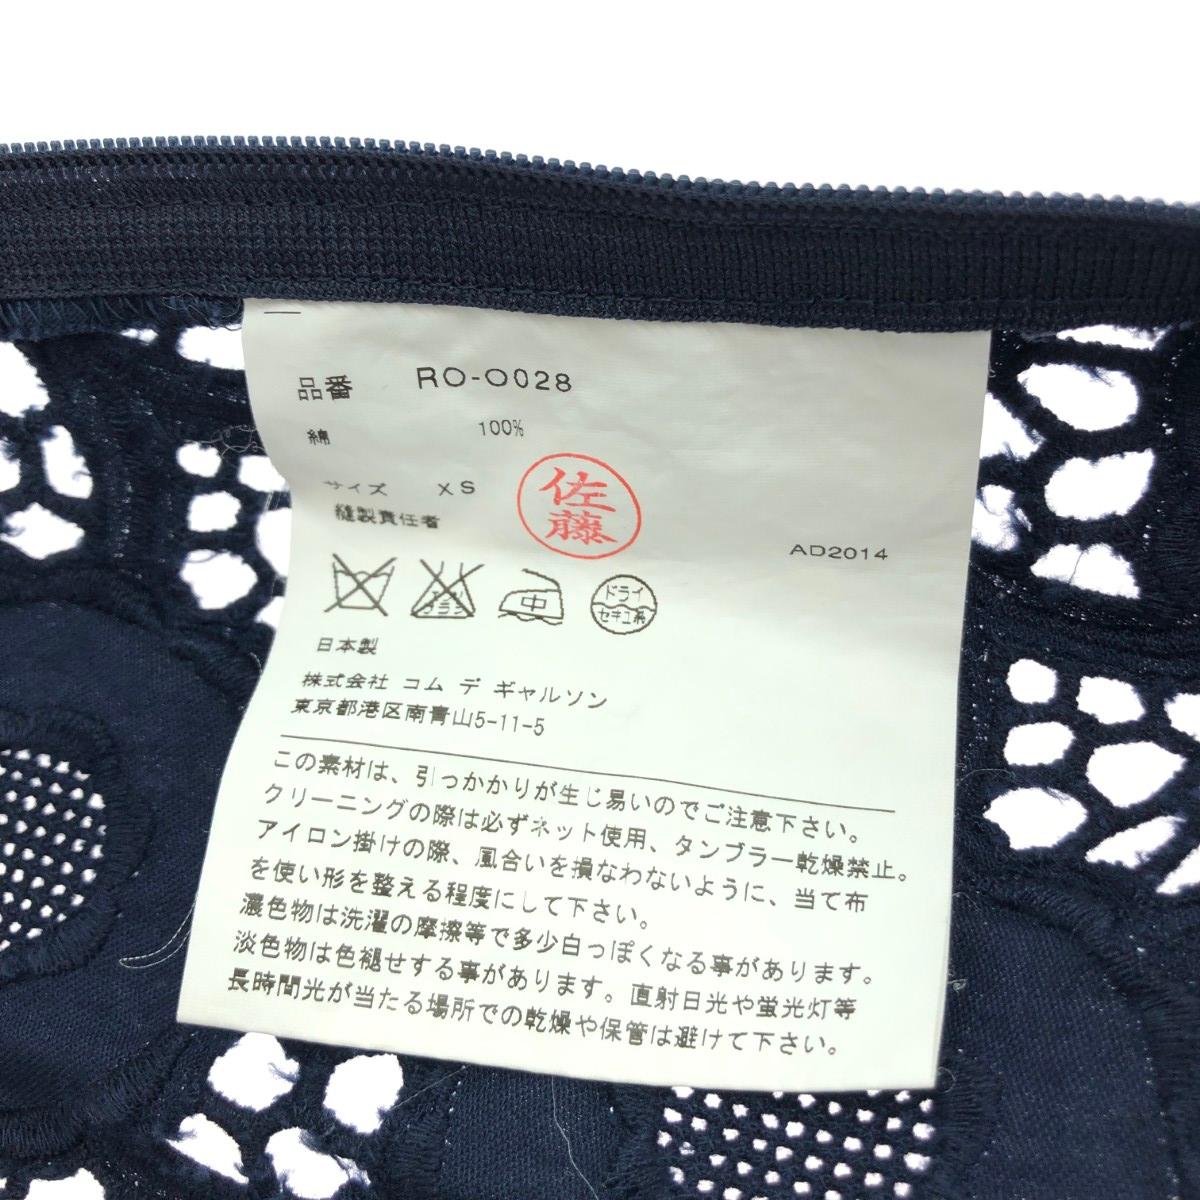 品番 RO-O028
綿 100%
サイズ XS
縫製責任者 佐藤
AD2014
中
ドライ
セキユ系
日本製
株式会社 コム デ ギャルソン
東京都港区南青山5-11-5
この素材は、引っかかりが生じ易いのでご注意下さい。
クリーニングの際は必ずネット使用、タンブラー乾燥禁止。
アイロン掛けの際、風合いを損なわないように、当て布
を使い形を整える程度にして下さい。
濃色物は洗濯の摩擦等で多少白っぽくなる事があります。
淡色物は色褪せする事があります。直射日光や蛍光灯等
長時間光が当たる場所での乾燥や保管は避けて下さい。